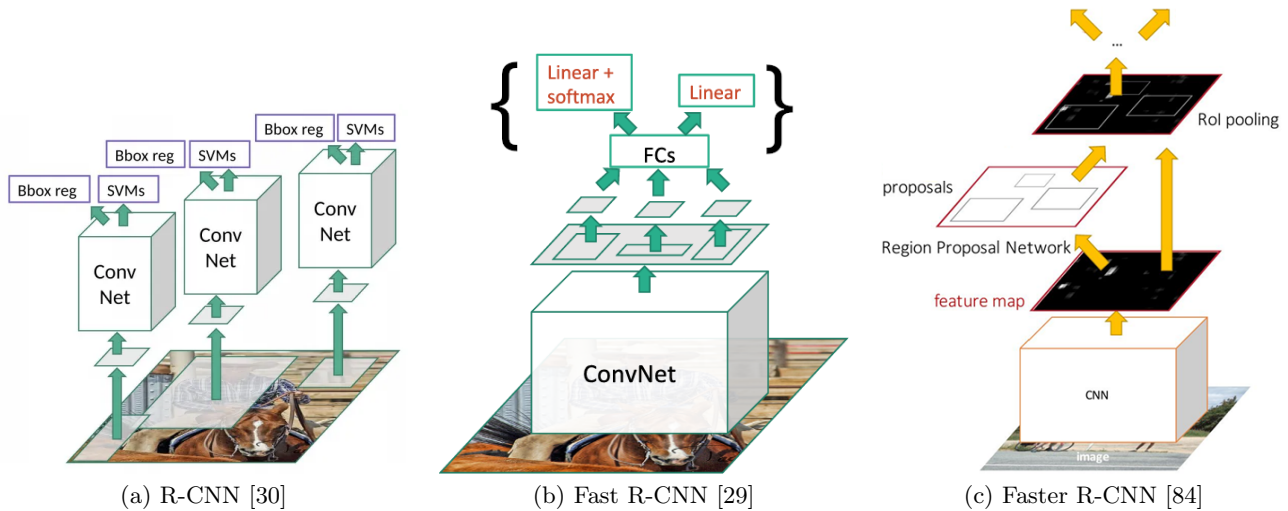 Bbox reg
SVMs
Conv
Net
Bbox reg
SVMs
Conv
Net
Bbox reg
SVMs
Conv
Net
(a) R-CNN [30]
{
Linear +
softmax
Linear
}
FCs
ConvNet
(b) Fast R-CNN [29]
...
RoI pooling
proposals
Region Proposal Network
feature map
CNN
image
(c) Faster R-CNN [84]